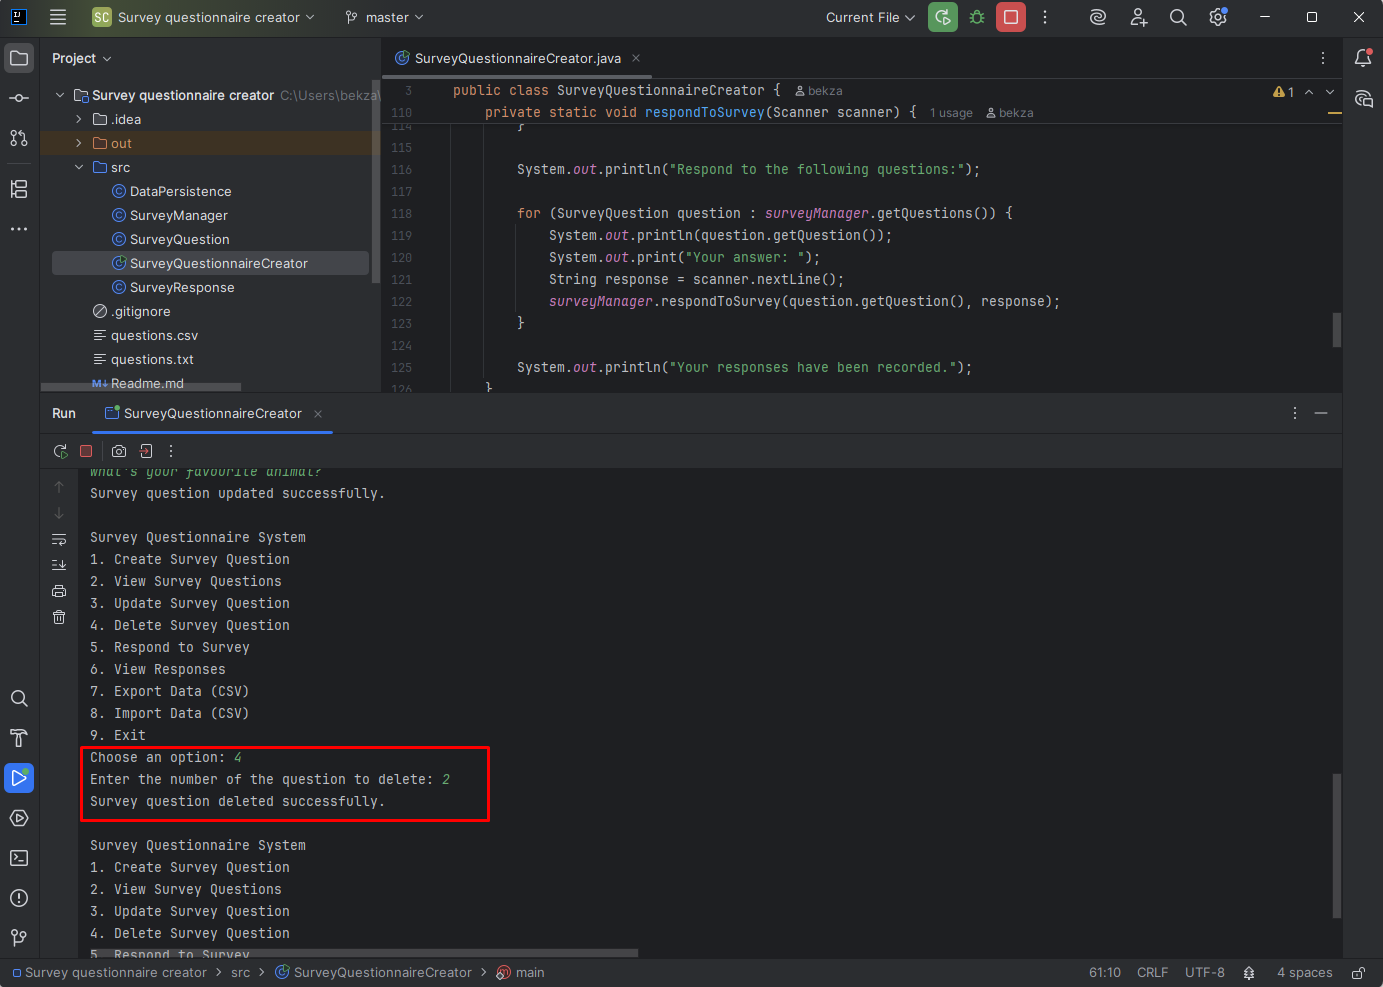 SC Survey questionnaire creator master Current File
Project
SurveyQuestionnaireCreator.java
Survey questionnaire creator C:\Users\bekza\
.idea
out
src
DataPersistence
SurveyManager
SurveyQuestion
SurveyQuestionnaireCreator
SurveyResponse
.gitignore
questions.csv
questions.txt
M↓ Readme.md
3 public class SurveyQuestionnaireCreator { bekza 1
110 private static void respondToSurvey(Scanner scanner) { 1 usage bekza
114 }
115
116 System.out.println("Respond to the following questions:");
117
118 for (SurveyQuestion question : surveyManager.getQuestions()) {
119 System.out.println(question.getQuestion());
120 System.out.print("Your answer: ");
121 String response = scanner.nextLine();
122 surveyManager.respondToSurvey(question.getQuestion(), response);
123 }
124
125 System.out.println("Your responses have been recorded.");
126 }
Run SurveyQuestionnaireCreator
What's your favourite animal?
Survey question updated successfully.
Survey Questionnaire System
1. Create Survey Question
2. View Survey Questions
3. Update Survey Question
4. Delete Survey Question
5. Respond to Survey
6. View Responses
7. Export Data (CSV)
8. Import Data (CSV)
9. Exit
Choose an option: 4
Enter the number of the question to delete: 2
Survey question deleted successfully.
Survey Questionnaire System
1. Create Survey Question
2. View Survey Questions
3. Update Survey Question
4. Delete Survey Question
5. Respond to Survey
Survey questionnaire creator > src > SurveyQuestionnaireCreator > main 61:10 CRLF UTF-8 4 spaces